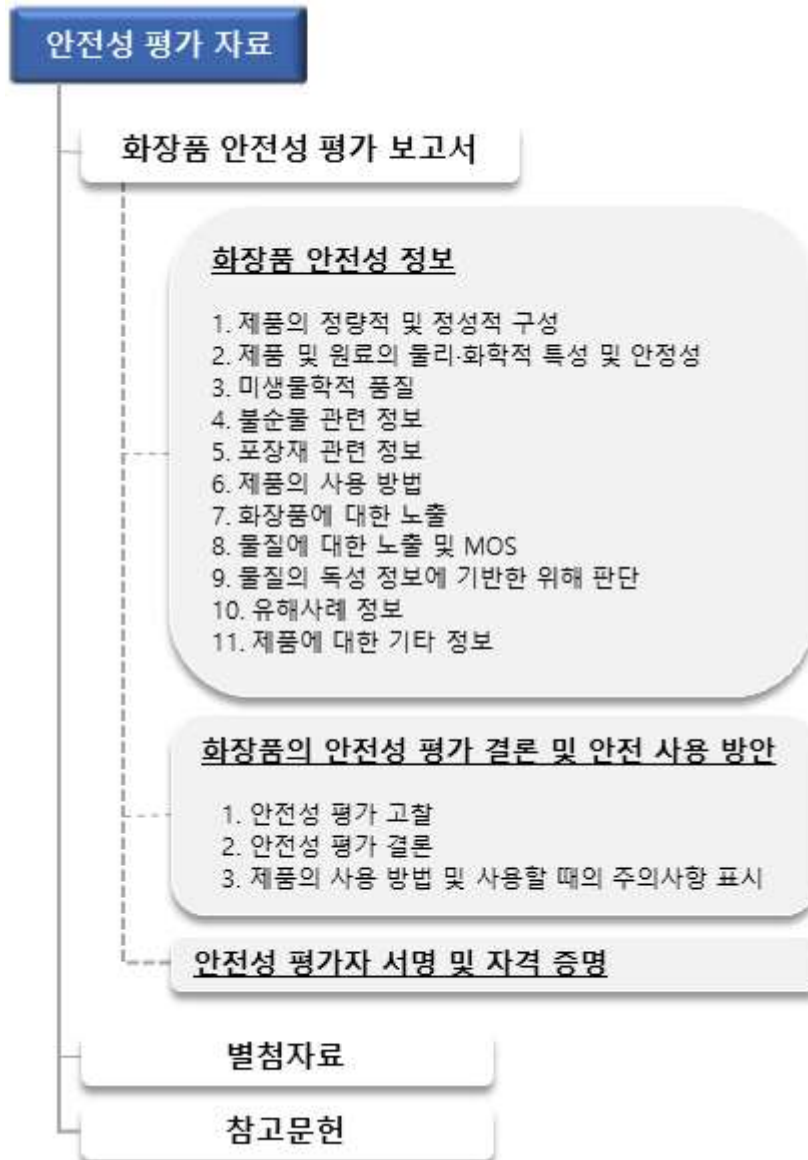 안전성 평가 자료
화장품 안전성 평가 보고서
화장품 안전성 정보
1. 제품의 정량적 및 정성적 구성
2. 제품 및 원료의 물리·화학적 특성 및 안정성
3. 미생물학적 품질
4. 불순물 관련 정보
5. 포장재 관련 정보
6. 제품의 사용 방법
7. 화장품에 대한 노출
8. 물질에 대한 노출 및 MOS
9. 물질의 독성 정보에 기반한 위해 판단
10. 유해사례 정보
11. 제품에 대한 기타 정보
화장품의 안전성 평가 결론 및 안전 사용 방안
1. 안전성 평가 고찰
2. 안전성 평가 결론
3. 제품의 사용 방법 및 사용할 때의 주의사항 표시
안전성 평가자 서명 및 자격 증명
별첨자료
참고문헌